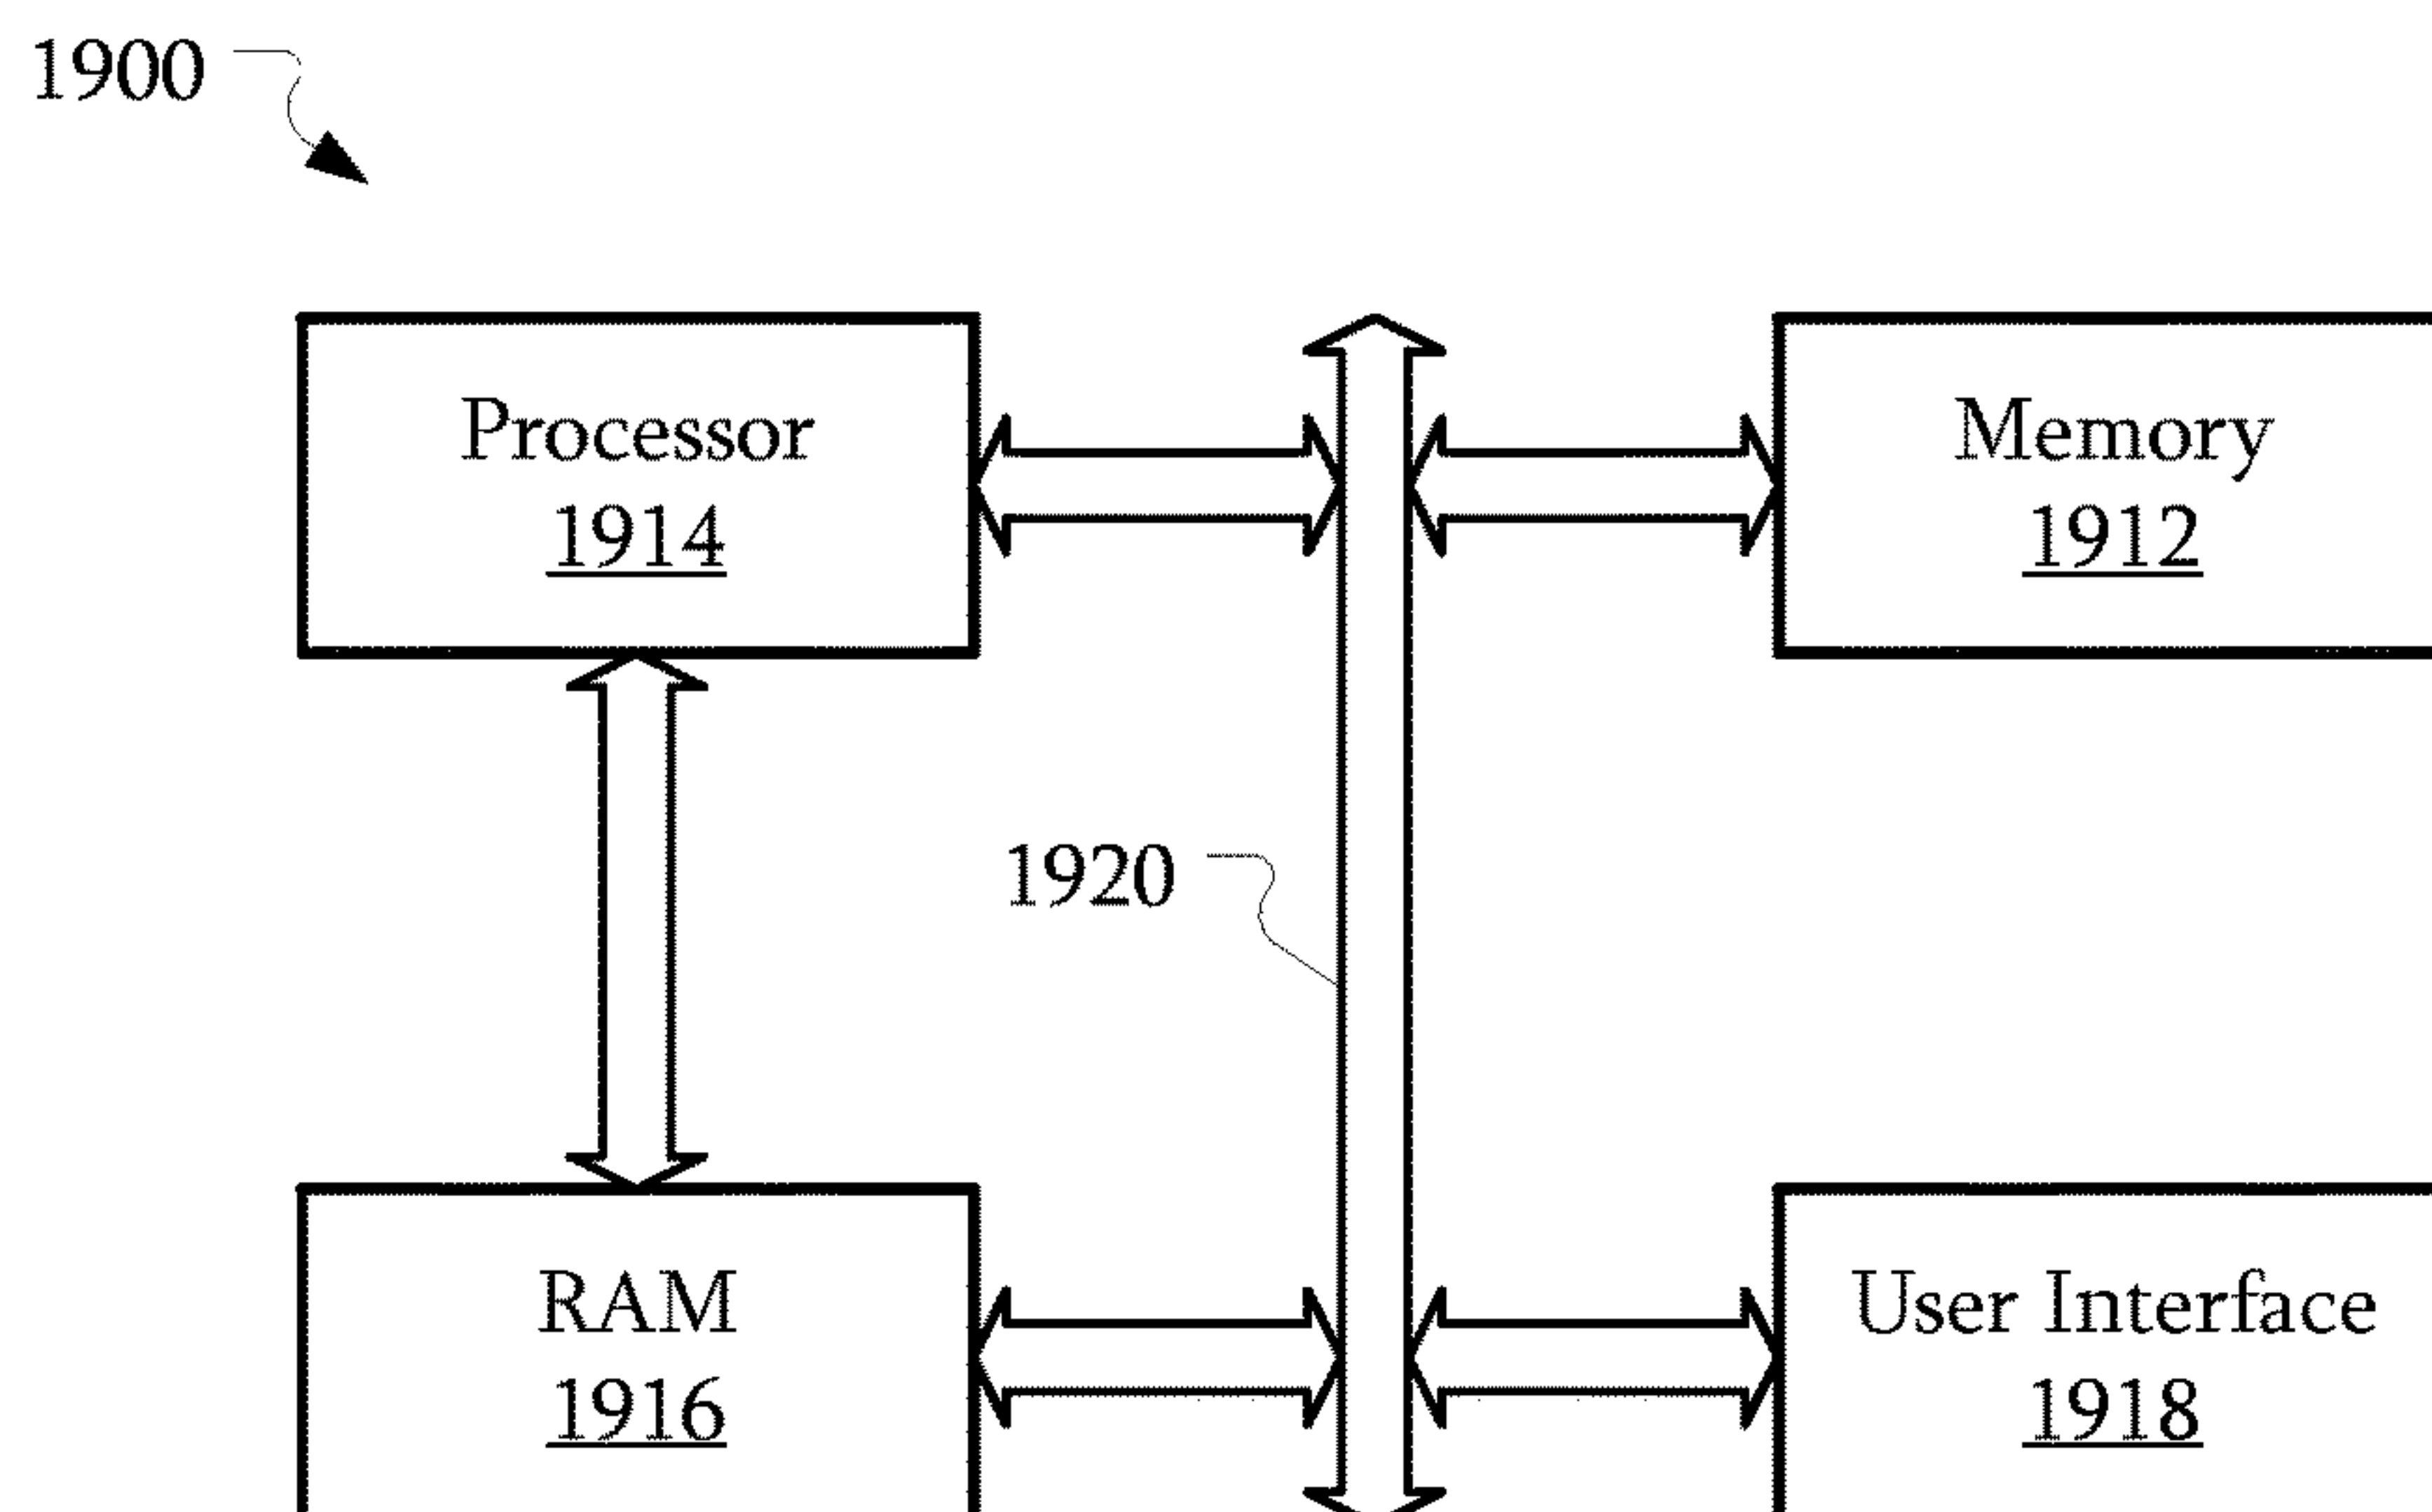 1900
Processor
1914
Memory
1912
1920
RAM
1916
User Interface
1918